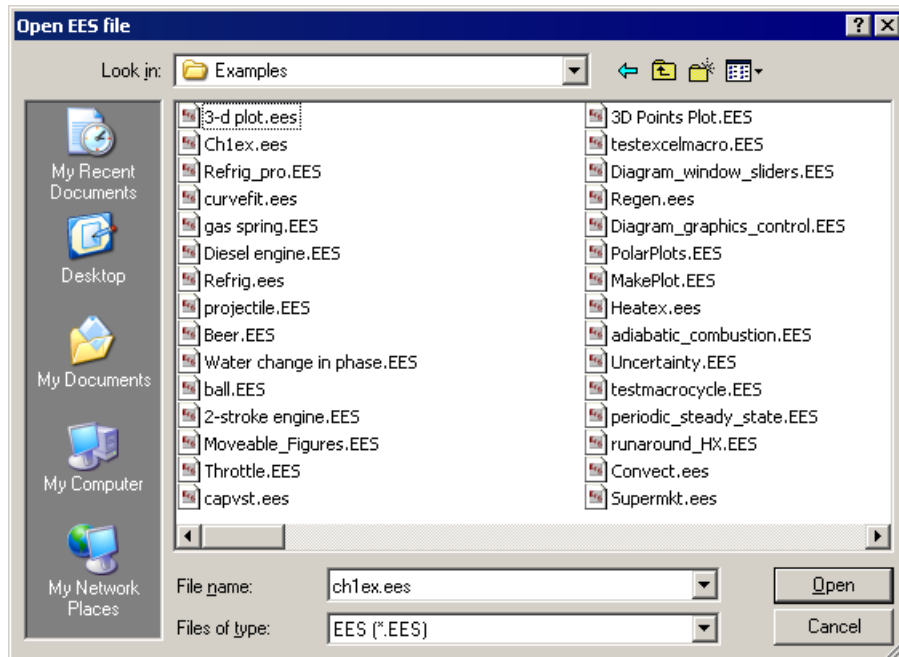 Open EES file
Look in: Examples
My Recent
Documents
Desktop
My Documents
My Computer
My Network
Places
3-d plot.ees
Ch1ex.ees
Refrig_pro.EES
curvefit.ees
gas spring.EES
Diesel engine.EES
Refrig.ees
projectile.EES
Beer.EES
Water change in phase.EES
ball.EES
2-stroke engine.EES
Moveable_Figures.EES
Throttle.EES
capvst.ees
3D Points Plot.EES
testexcelmacro.EES
Diagram_window_sliders.EES
Regen.ees
Diagram_graphics_control.EES
PolarPlots.EES
MakePlot.EES
Heatex.ees
adiabatic_combustion.EES
Uncertainty.EES
testmacrocycle.EES
periodic_steady_state.EES
runaround_HX.EES
Convect.ees
Supermkt.ees
File name: ch1ex.ees Open
Files of type: EES (*.EES) Cancel